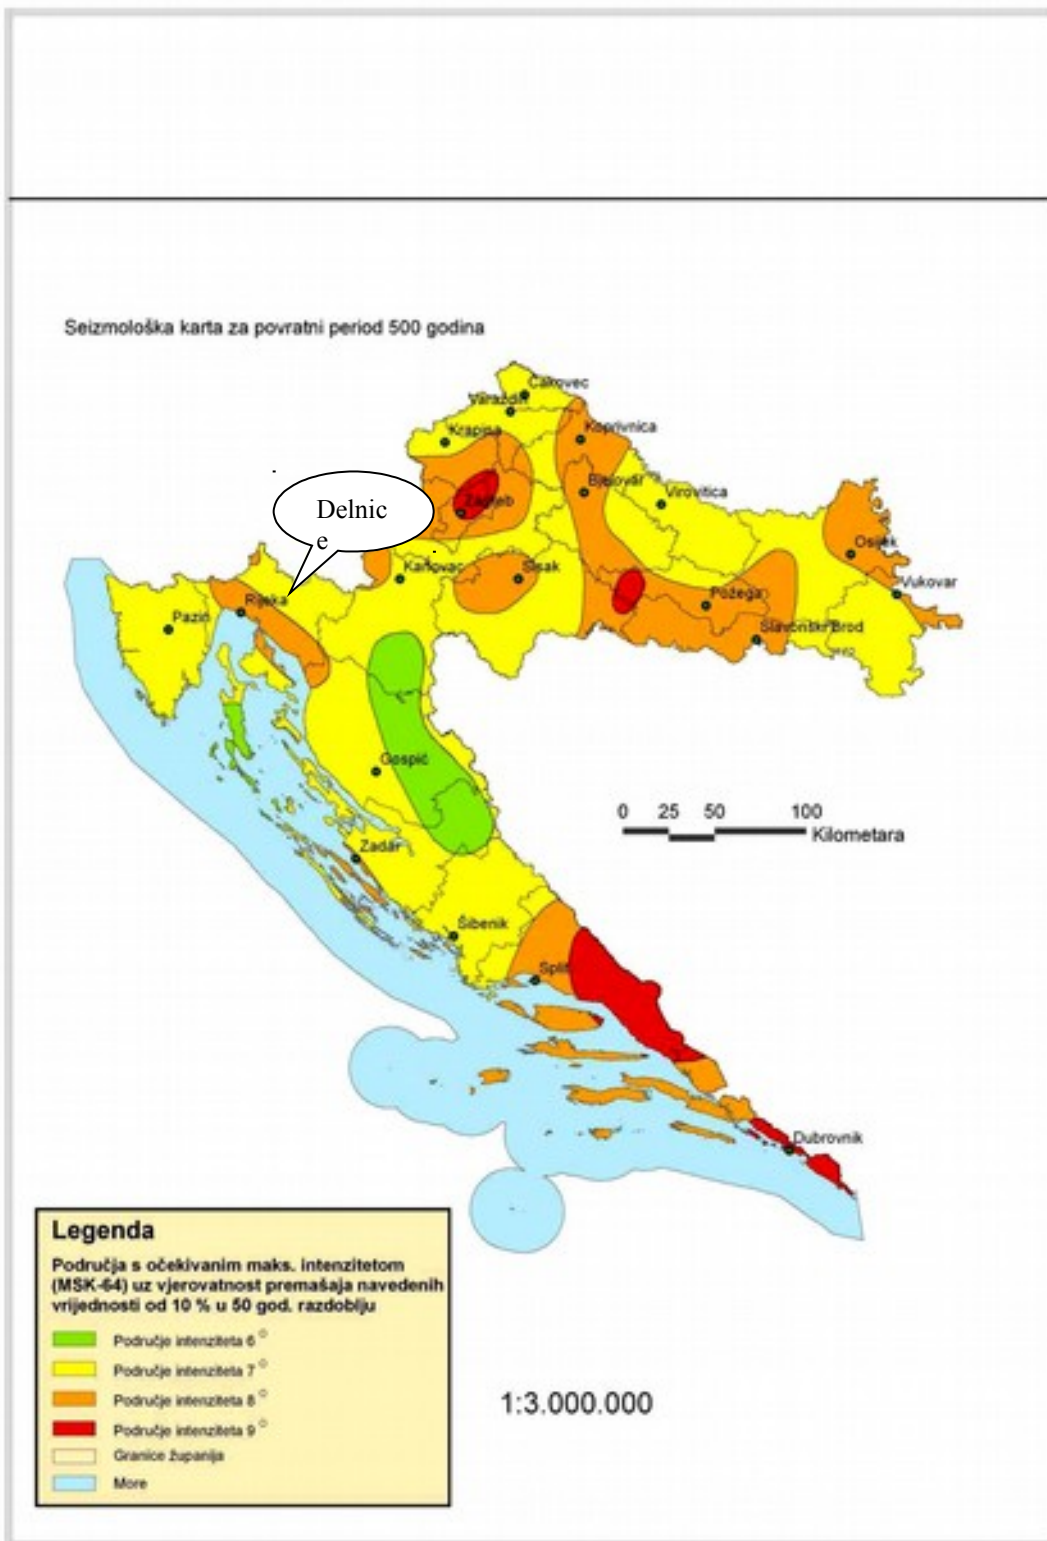 Seizmološka karta za povratni period 500 godina
Čakovec
Varaždin
Krapina
Koprivnica
Bjelovar
Virovitica
Zagreb
Delnic
e
Osijek
Karlovac
Sisak
Vukovar
Rijeka
Požega
Pazin
Slavonski Brod
Gospić
0 25 50 100
Kilometara
Zadar
Šibenik
Split
Dubrovnik
Legenda
Područja s očekivanim maks. intenzitetom
(MSK-64) uz vjerovatnost premašaja navedenih
vrijednosti od 10 % u 50 god. razdoblju
Područje intenziteta 6 °
Područje intenziteta 7 °
Područje intenziteta 8 °
Područje intenziteta 9 °
Granice županija
More
1:3.000.000